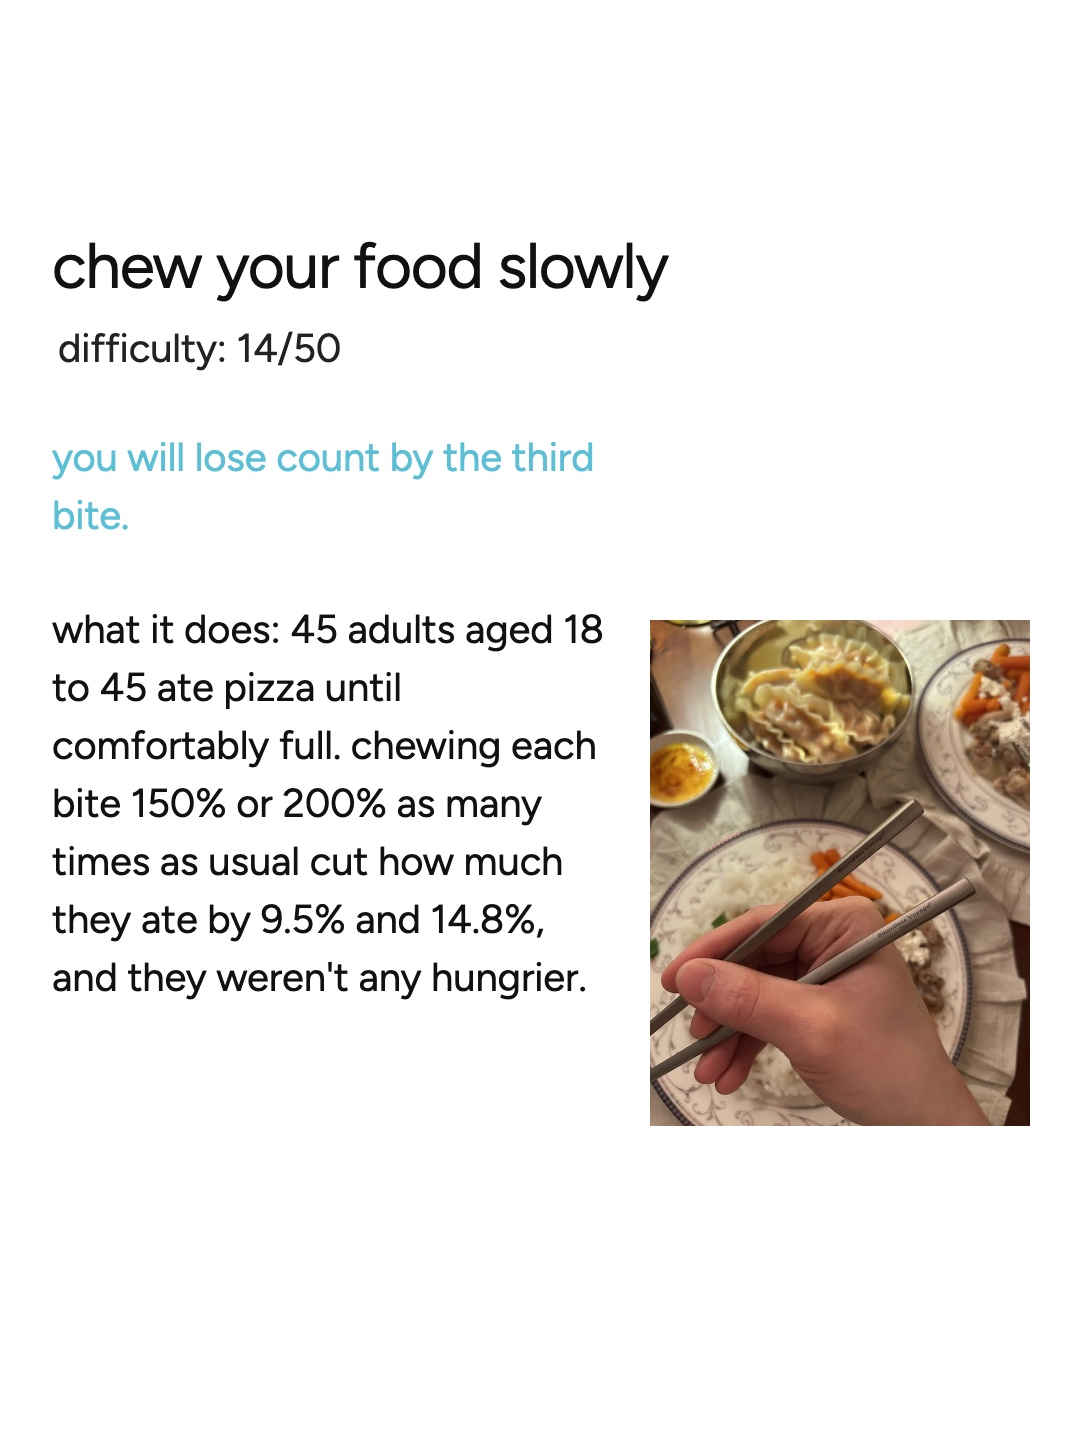 chew your food slowly
difficulty: 14/50
you will lose count by the third
bite.
what it does: 45 adults aged 18
to 45 ate pizza until
comfortably full. chewing each
bite 150% or 200% as many
times as usual cut how much
they ate by 9.5% and 14.8%,
and they weren't any hungrier.
Boundless Voyage